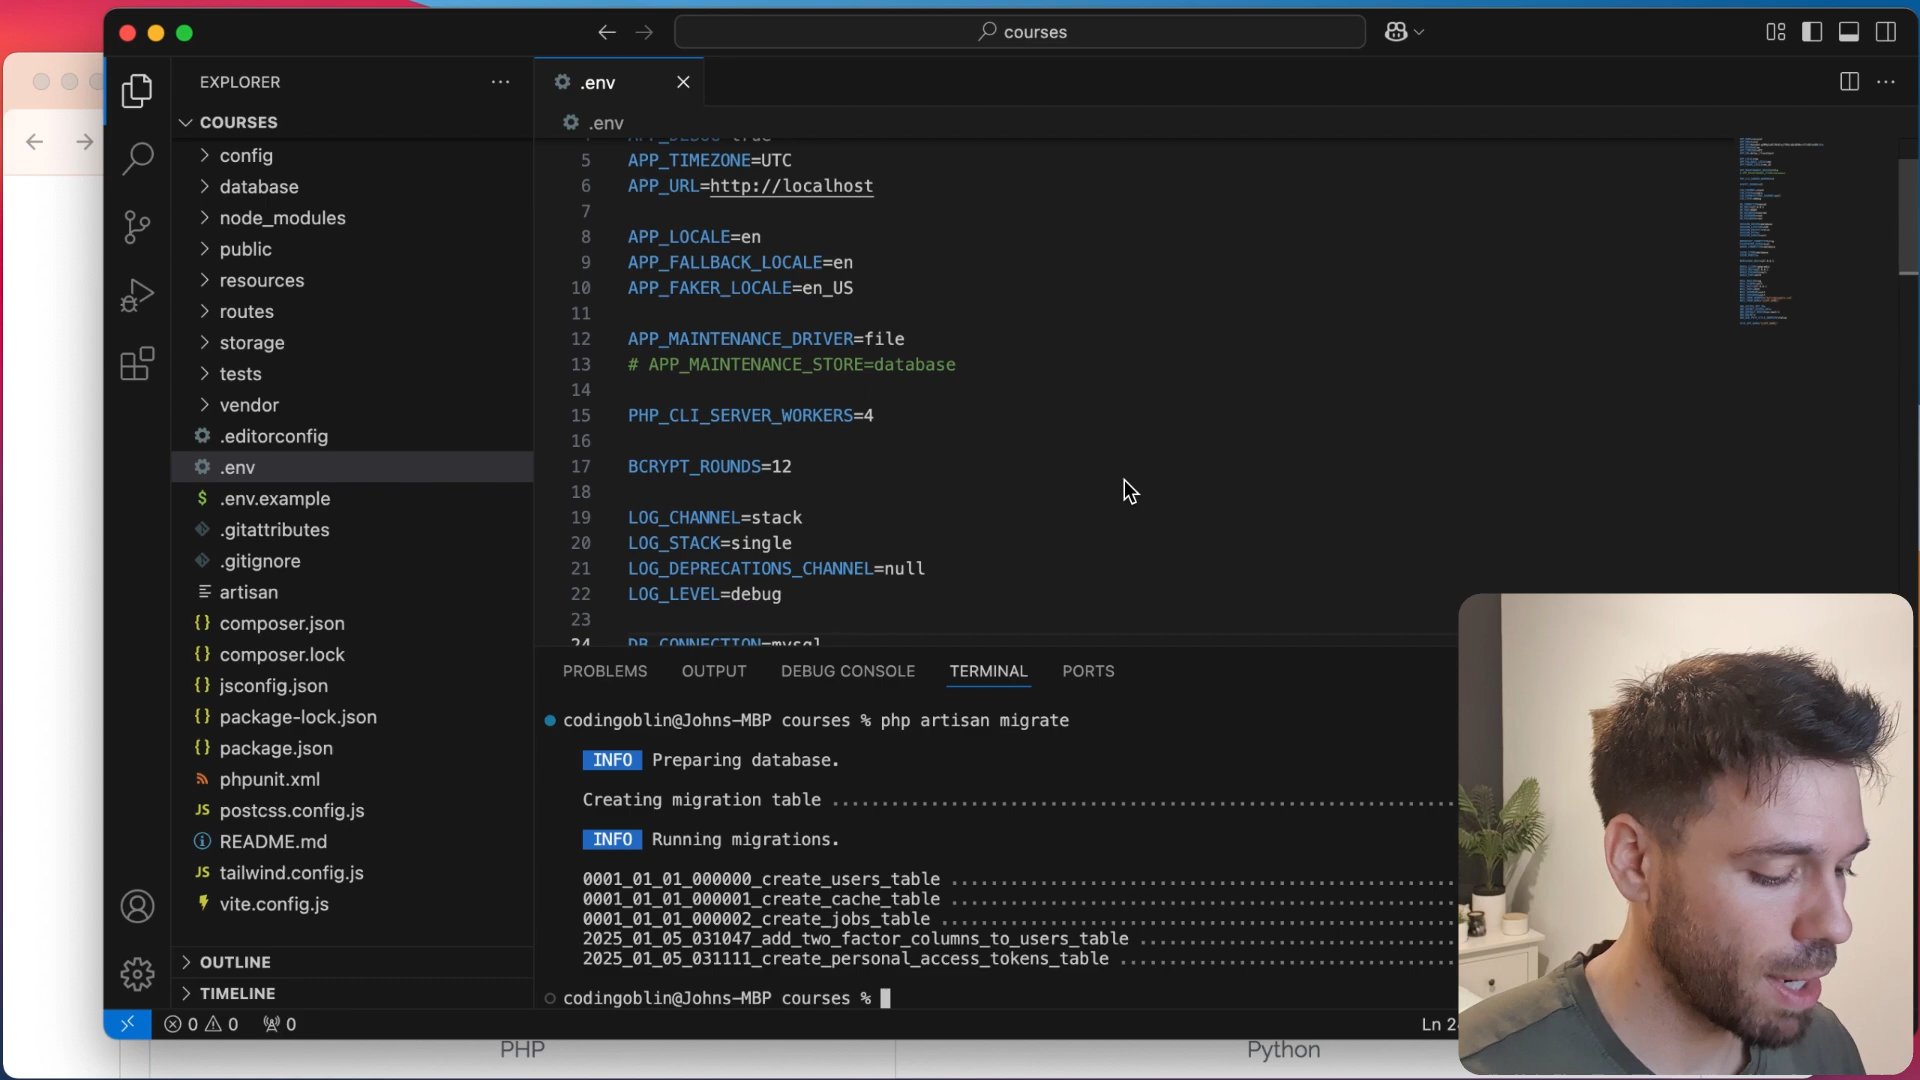 courses
EXPLORER
COURSES
config
database
node_modules
public
resources
routes
storage
tests
vendor
.editorconfig
.env
.env.example
.gitattributes
.gitignore
artisan
composer.json
composer.lock
jsconfig.json
package-lock.json
package.json
phpunit.xml
postcss.config.js
README.md
tailwind.config.js
vite.config.js
OUTLINE
TIMELINE
.env
.env
5 APP_TIMEZONE=UTC
6 APP_URL=http://localhost
7
8 APP_LOCALE=en
9 APP_FALLBACK_LOCALE=en
10 APP_FAKER_LOCALE=en_US
11
12 APP_MAINTENANCE_DRIVER=file
13 # APP_MAINTENANCE_STORE=database
14
15 PHP_CLI_SERVER_WORKERS=4
16
17 BCRYPT_ROUNDS=12
18
19 LOG_CHANNEL=stack
20 LOG_STACK=single
21 LOG_DEPRECATIONS_CHANNEL=null
22 LOG_LEVEL=debug
23
24 DB_CONNECTION=mysql
PROBLEMS OUTPUT DEBUG CONSOLE TERMINAL PORTS
codingoblin@Johns-MBP courses % php artisan migrate
INFO Preparing database.
Creating migration table
INFO Running migrations.
0001_01_01_000000_create_users_table
0001_01_01_000001_create_cache_table
0001_01_01_000002_create_jobs_table
2025_01_05_031047_add_two_factor_columns_to_users_table
2025_01_05_031111_create_personal_access_tokens_table
codingoblin@Johns-MBP courses %
0 0 0
Ln 2
PHP Python